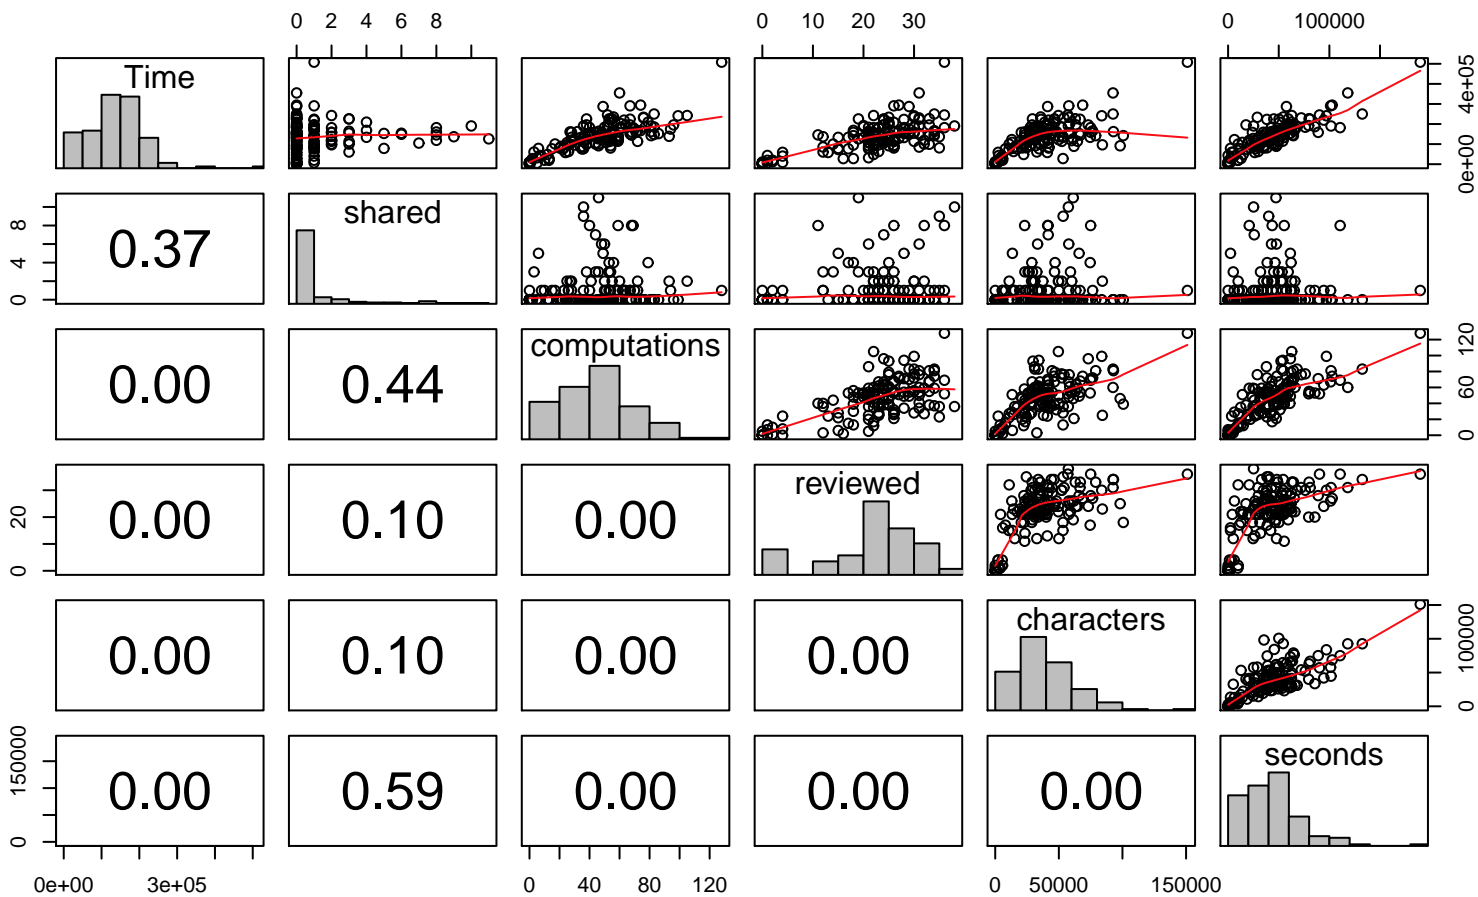 0 2 4 6 8 0 10 20 30 0 100000
Time 0e+00 4e+05
0 4 8 0.37 shared
0.00 0.44 computations 0 60 120
0 20 0.00 0.10 0.00 reviewed
0.00 0.10 0.00 0.00 characters 0 100000
0 150000 0.00 0.59 0.00 0.00 0.00 seconds
0e+00 3e+05 0 40 80 120 0 50000 150000